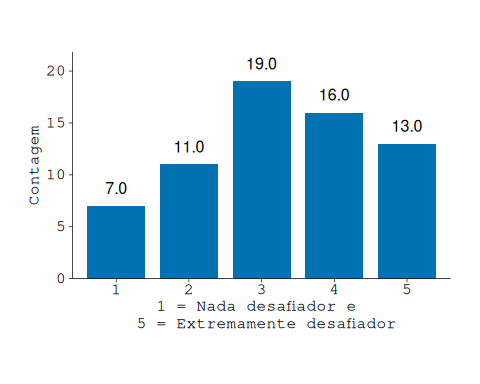 Contagem
20
15
10
5
0
7.0
11.0
19.0
16.0
13.0
1 2 3 4 5
1 = Nada desafiador e
5 = Extremamente desafiador